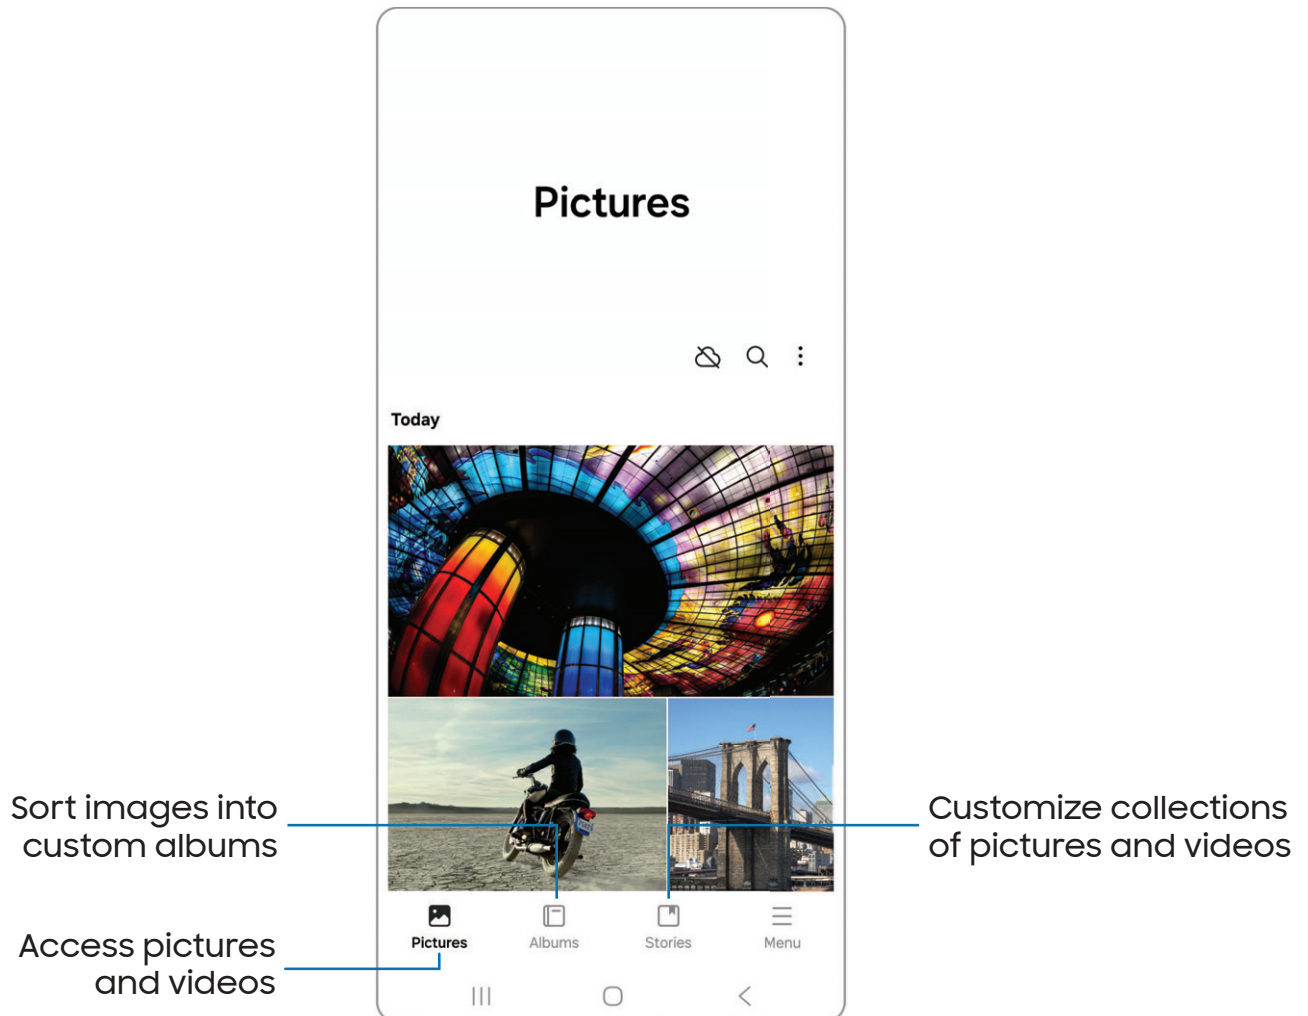 Pictures
Today
Sort images into
custom albums
Customize collections
of pictures and videos
Pictures
Albums
Stories
Menu
Access pictures
and videos